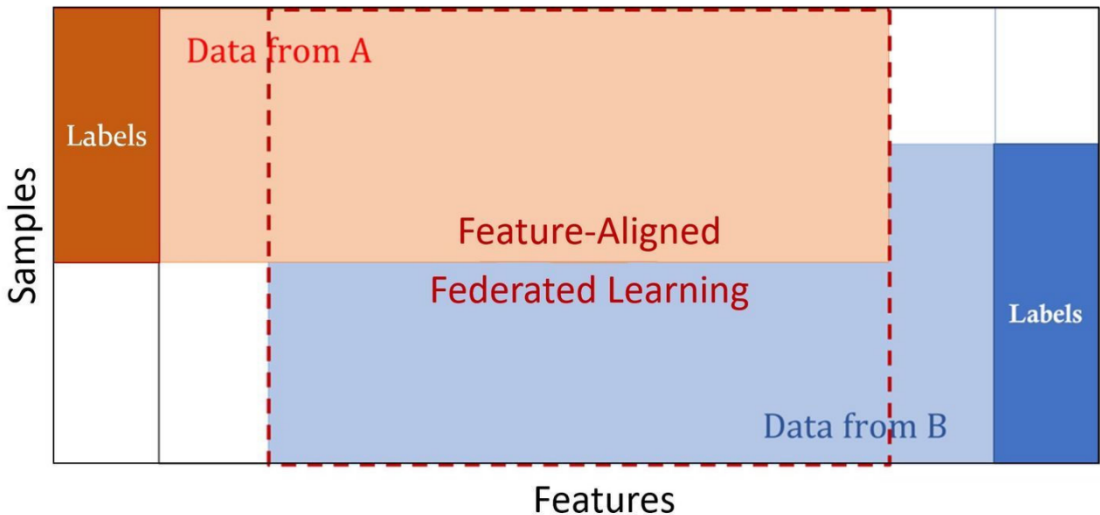 Data from A
Labels
Samples
Feature-Aligned
Federated Learning
Labels
Data from B
Features